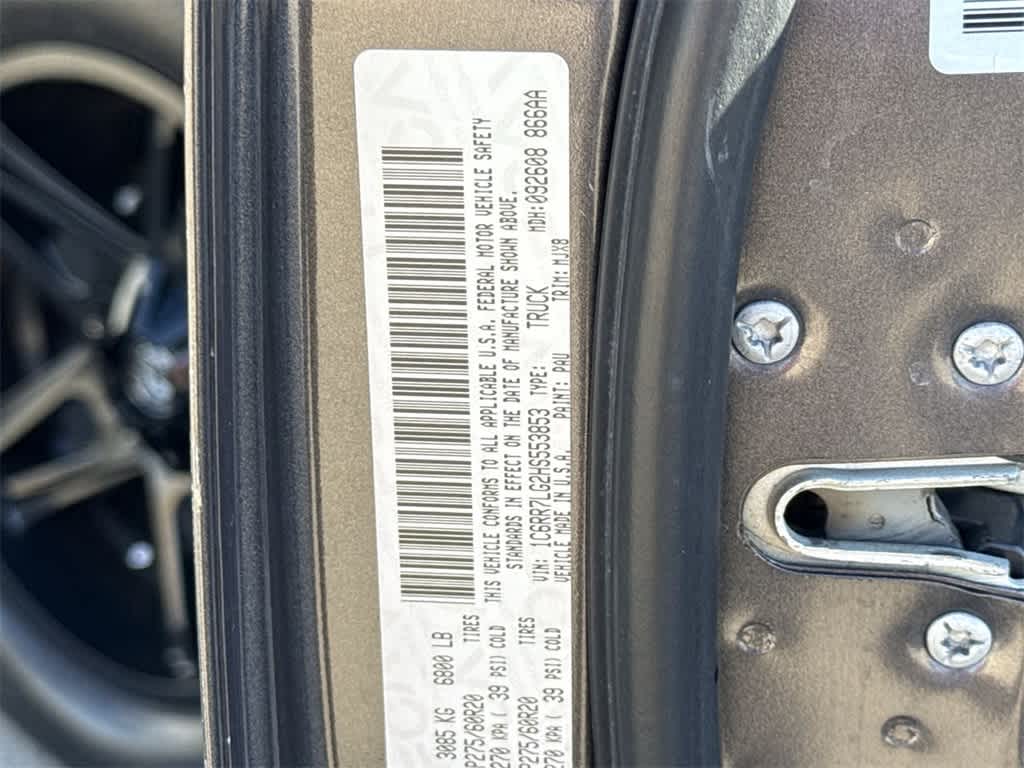 3085 KG 6800 LB
P275/60R20 TIRES
270 KPA ( 39 PSI) COLD
P275/60R20 TIRES
270 KPA ( 39 PSI) COLD
THIS VEHICLE CONFORMS TO ALL APPLICABLE U.S.A. FEDERAL MOTOR VEHICLE SAFETY
STANDARDS IN EFFECT ON THE DATE OF MANUFACTURE SHOWN ABOVE.
VIN: 1C6RR7LG2HS553853 TYPE: TRUCK MDH:092608 866AA
VEHICLE MADE IN U.S.A. PAINT: PAU TRIM: MJX8